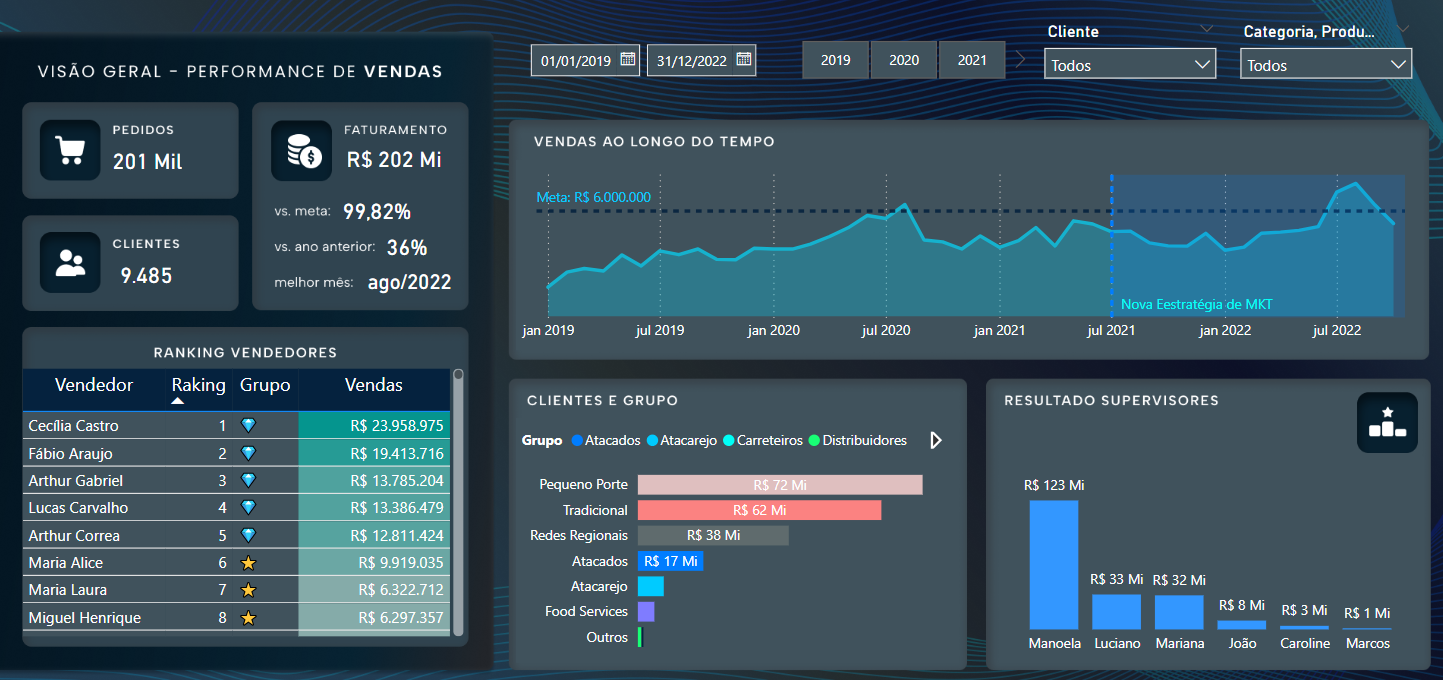 VISÃO GERAL - PERFORMANCE DE VENDAS
PEDIDOS
201 Mil
FATURAMENTO
R$ 202 Mi
vs. meta: 99,82%
vs. ano anterior: 36%
melhor mês: ago/2022
CLIENTES
9.485
RANKING VENDEDORES
Vendedor Raking Grupo Vendas
Cecília Castro 1 R$ 23.958.975
Fábio Araujo 2 R$ 19.413.716
Arthur Gabriel 3 R$ 13.785.204
Lucas Carvalho 4 R$ 13.386.479
Arthur Correa 5 R$ 12.811.424
Maria Alice 6 R$ 9.919.035
Maria Laura 7 R$ 6.322.712
Miguel Henrique 8 R$ 6.297.357
01/01/2019 31/12/2022
2019 2020 2021
Cliente
Todos
Categoria, Produ...
Todos
VENDAS AO LONGO DO TEMPO
Meta: R$ 6.000.000
Nova Eestratégia de MKT
jan 2019 jul 2019 jan 2020 jul 2020 jan 2021 jul 2021 jan 2022 jul 2022
CLIENTES E GRUPO
Grupo Atacados Atacarejo Carreteiros Distribuidores
Pequeno Porte R$ 72 Mi
Tradicional R$ 62 Mi
Redes Regionais R$ 38 Mi
Atacados R$ 17 Mi
Atacarejo
Food Services
Outros
RESULTADO SUPERVISORES
R$ 123 Mi R$ 33 Mi R$ 32 Mi R$ 8 Mi R$ 3 Mi R$ 1 Mi
Manoela Luciano Mariana João Caroline Marcos